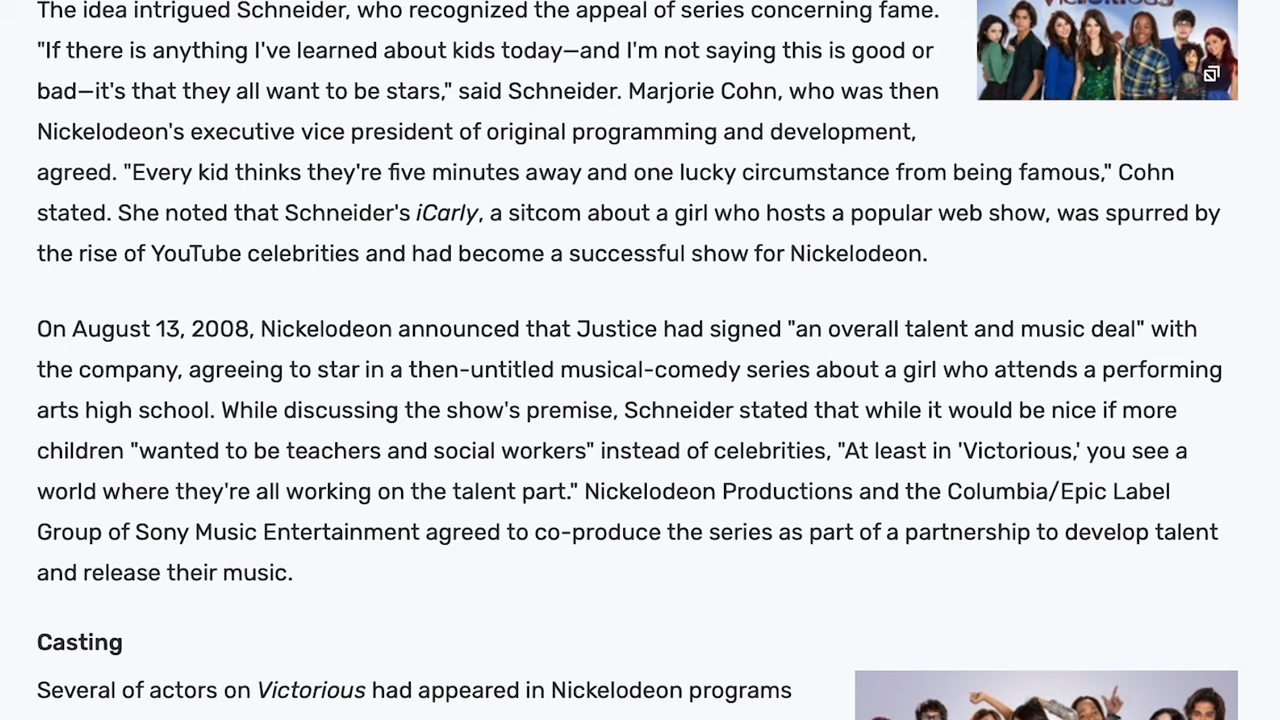 The idea intrigued Schneider, who recognized the appeal of series concerning fame.
"If there is anything I've learned about kids today—and I'm not saying this is good or
bad—it's that they all want to be stars," said Schneider. Marjorie Cohn, who was then
Nickelodeon's executive vice president of original programming and development,
agreed. "Every kid thinks they're five minutes away and one lucky circumstance from being famous," Cohn
stated. She noted that Schneider's iCarly, a sitcom about a girl who hosts a popular web show, was spurred by
the rise of YouTube celebrities and had become a successful show for Nickelodeon.
On August 13, 2008, Nickelodeon announced that Justice had signed "an overall talent and music deal" with
the company, agreeing to star in a then-untitled musical-comedy series about a girl who attends a performing
arts high school. While discussing the show's premise, Schneider stated that while it would be nice if more
children "wanted to be teachers and social workers" instead of celebrities, "At least in 'Victorious,' you see a
world where they're all working on the talent part." Nickelodeon Productions and the Columbia/Epic Label
Group of Sony Music Entertainment agreed to co-produce the series as part of a partnership to develop talent
and release their music.
Casting
Several of actors on Victorious had appeared in Nickelodeon programs